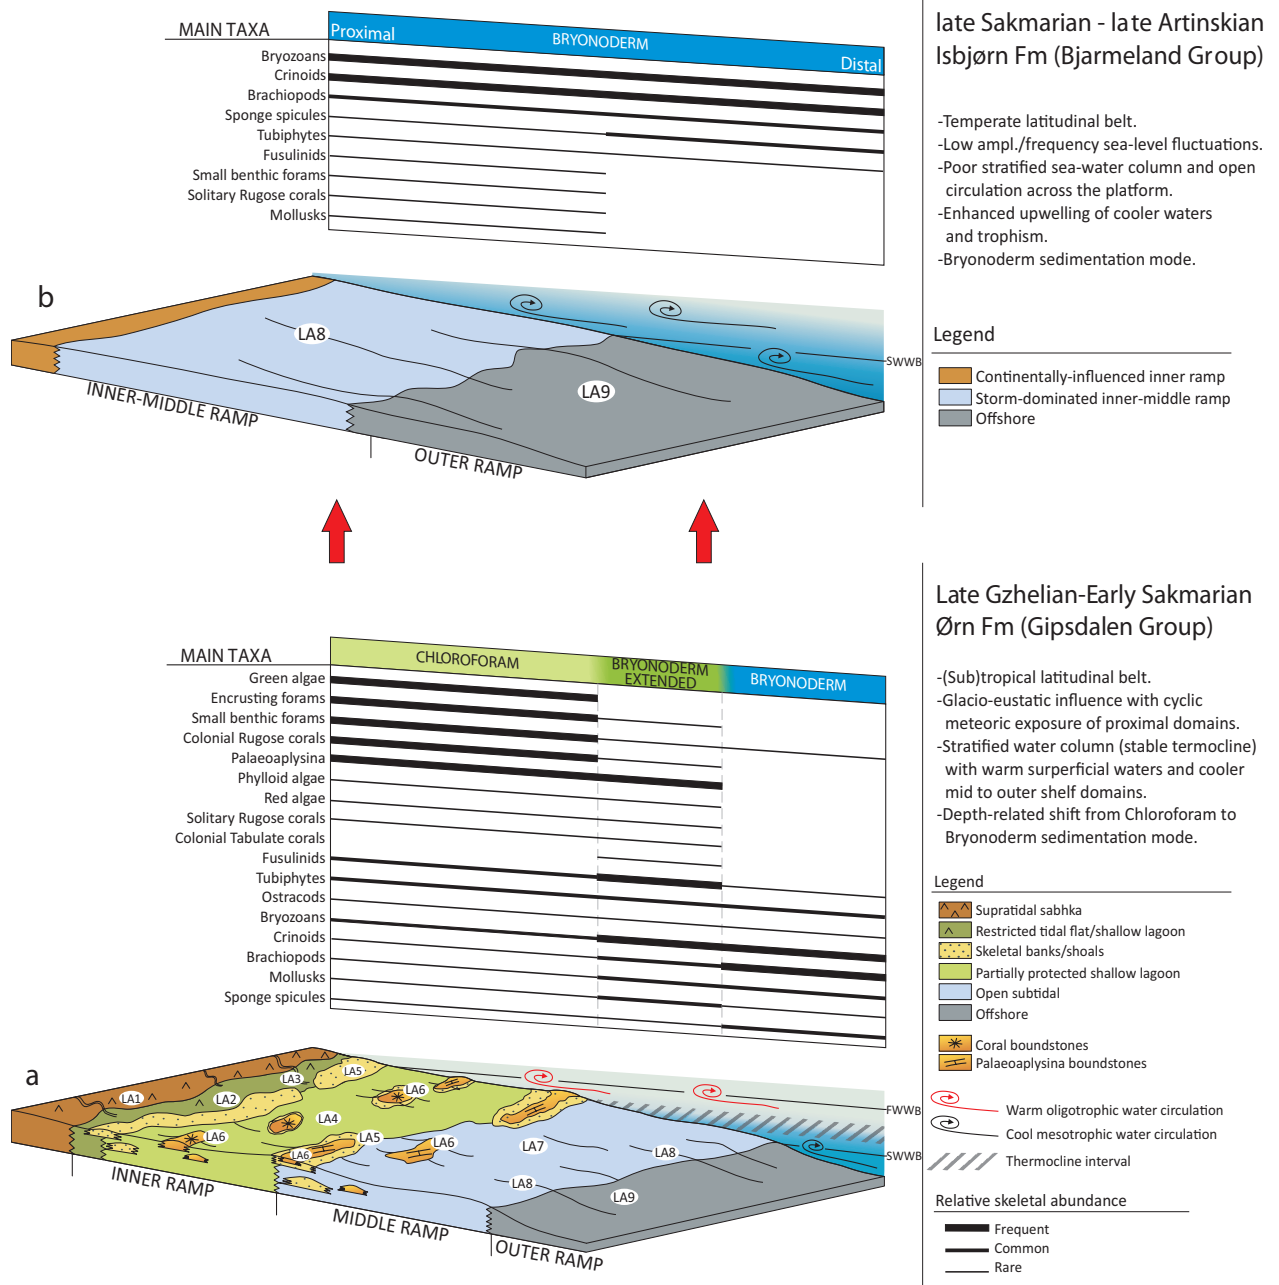 MAIN TAXA
Proximal
BRYONODERM
Distal
Bryozoans
Crinoids
Brachiopods
Sponge spicules
Tubiphytes
Fusulinids
Small benthic forams
Solitary Rugose corals
Mollusks
late Sakmarian - late Artinskian
Isbjørn Fm (Bjarmeland Group)
-Temperate latitudinal belt.
-Low ampl./frequency sea-level fluctuations.
-Poor stratified sea-water column and open
circulation across the platform.
-Enhanced upwelling of cooler waters
and trophism.
-Bryonoderm sedimentation mode.
b
LA8
LA9
SWWB
INNER-MIDDLE RAMP
OUTER RAMP
Legend
Continentally-influenced inner ramp
Storm-dominated inner-middle ramp
Offshore
Late Gzhelian-Early Sakmarian
Ørn Fm (Gipsdalen Group)
-(Sub)tropical latitudinal belt.
-Glacio-eustatic influence with cyclic
meteoric exposure of proximal domains.
-Stratified water column (stable termocline)
with warm surperficial waters and cooler
mid to outer shelf domains.
-Depth-related shift from Chloroforam to
Bryonoderm sedimentation mode.
MAIN TAXA
CHLOROFORAM
BRYONODERM
EXTENDED
BRYONODERM
Green algae
Encrusting forams
Small benthic forams
Colonial Rugose corals
Palaeoaplysina
Phylloid algae
Red algae
Solitary Rugose corals
Colonial Tabulate corals
Fusulinids
Tubiphytes
Ostracods
Bryozoans
Crinoids
Brachiopods
Mollusks
Sponge spicules
Legend
Supratidal sabhka
Restricted tidal flat/shallow lagoon
Skeletal banks/shoals
Partially protected shallow lagoon
Open subtidal
Offshore
Coral boundstones
Palaeoaplysina boundstones
Warm oligotrophic water circulation
Cool mesotrophic water circulation
Thermocline interval
Relative skeletal abundance
Frequent
Common
Rare
a
LA1
LA2
LA3
LA5
LA6
LA4
LA6
LA5
LA6
LA6
LA7
LA8
LA8
LA9
FWWB
SWWB
INNER RAMP
MIDDLE RAMP
OUTER RAMP